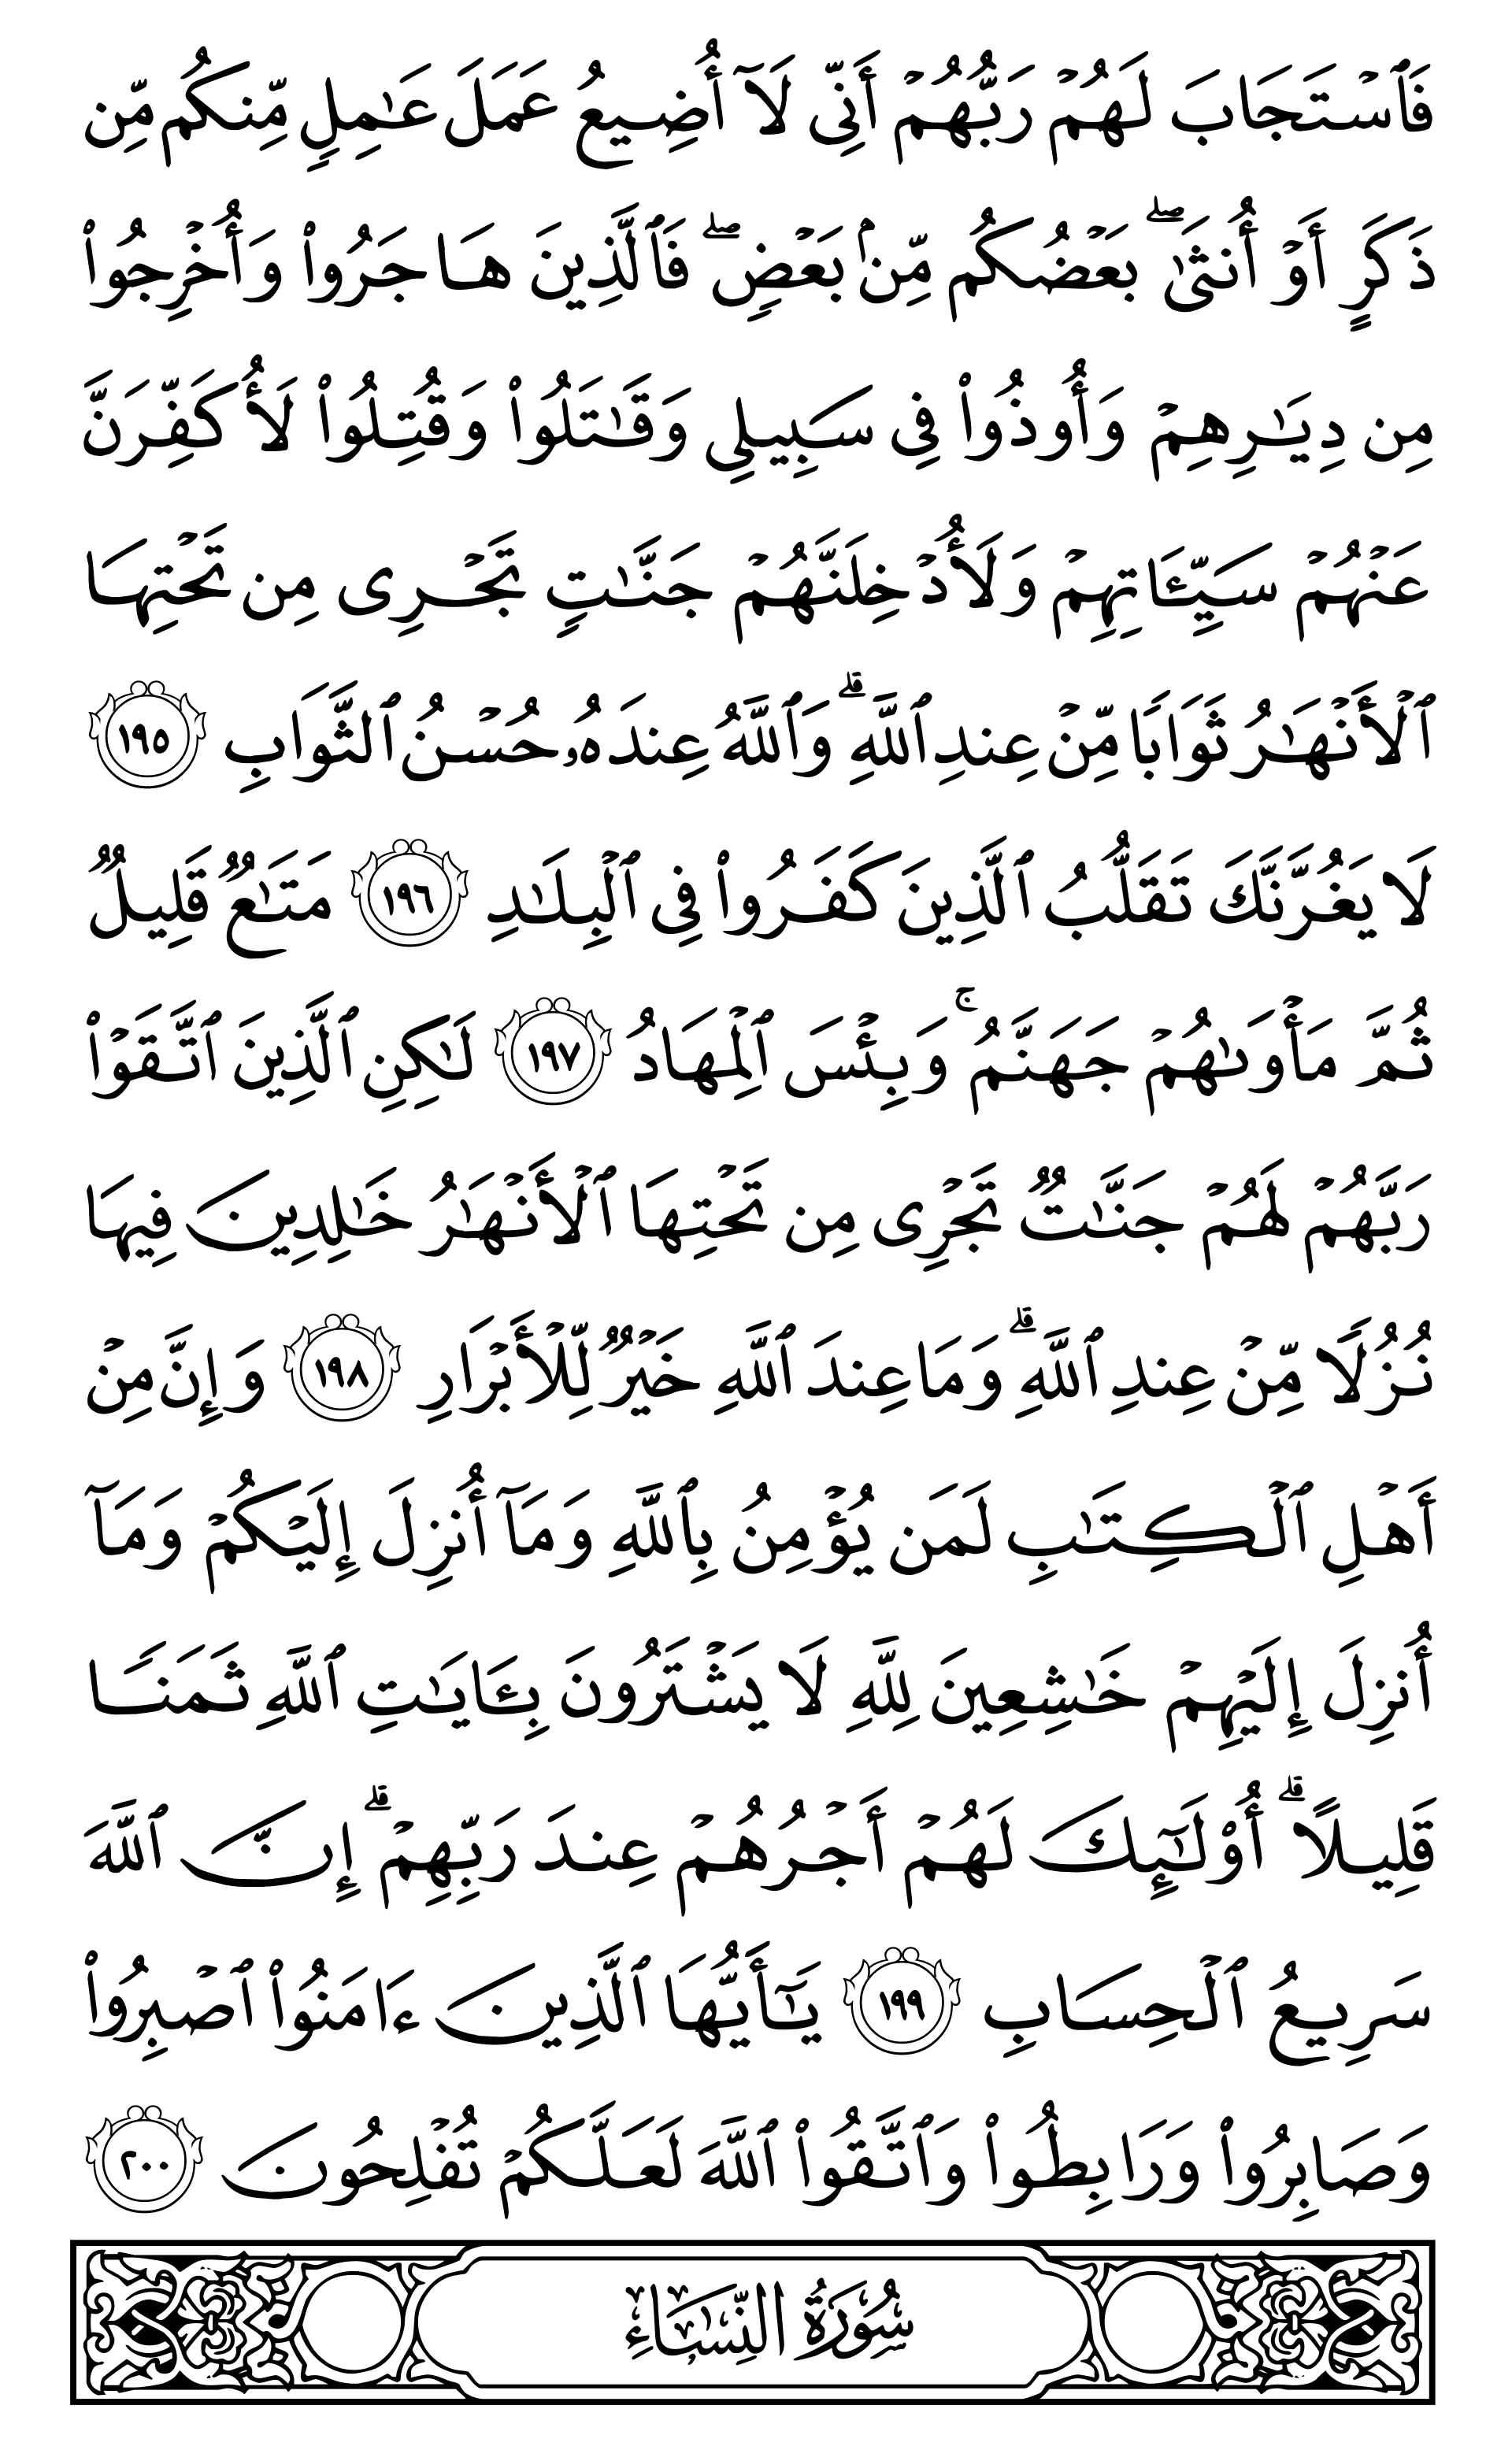 فَٱسۡتَجَابَ لَهُمۡ رَبُّهُمۡ أَنِّي لَآ أُضِيعُ عَمَلَ عَٰمِلٖ مِّنكُم مِّن
ذَكَرٍ أَوۡ أُنثَىٰۖ بَعۡضُكُم مِّنۢ بَعۡضٖۖ فَٱلَّذِينَ هَاجَرُواْ وَأُخۡرِجُواْ
مِن دِيَٰرِهِمۡ وَأُوذُواْ فِي سَبِيلِي وَقَٰتَلُواْ وَقُتِلُواْ لَأُكَفِّرَنَّ
عَنۡهُمۡ سَيِّـَٔاتِهِمۡ وَلَأُدۡخِلَنَّهُمۡ جَنَّٰتٖ تَجۡرِي مِن تَحۡتِهَا
ٱلۡأَنۡهَٰرُ ثَوَابٗا مِّنۡ عِندِ ٱللَّهِۗ وَٱللَّهُ عِندَهُۥ حُسۡنُ ٱلثَّوَابِ ١٩٥
لَا يَغُرَّنَّكَ تَقَلُّبُ ٱلَّذِينَ كَفَرُواْ فِي ٱلۡبِلَٰدِ ١٩٦ مَتَٰعٞ قَلِيلٞ
ثُمَّ مَأۡوَىٰهُمۡ جَهَنَّمُۚ وَبِئۡسَ ٱلۡمِهَادُ ١٩٧ لَٰكِنِ ٱلَّذِينَ ٱتَّقَوۡاْ
رَبَّهُمۡ لَهُمۡ جَنَّٰتٞ تَجۡرِي مِن تَحۡتِهَا ٱلۡأَنۡهَٰرُ خَٰلِدِينَ فِيهَا
نُزُلٗا مِّنۡ عِندِ ٱللَّهِۗ وَمَا عِندَ ٱللَّهِ خَيۡرٞ لِّلۡأَبۡرَارِ ١٩٨ وَإِنَّ مِنۡ
أَهۡلِ ٱلۡكِتَٰبِ لَمَن يُؤۡمِنُ بِٱللَّهِ وَمَآ أُنزِلَ إِلَيۡكُمۡ وَمَآ
أُنزِلَ إِلَيۡهِمۡ خَٰشِعِينَ لِلَّهِ لَا يَشۡتَرُونَ بِـَٔايَٰتِ ٱللَّهِ ثَمَنٗا
قَلِيلًاۗ أُوْلَٰٓئِكَ لَهُمۡ أَجۡرُهُمۡ عِندَ رَبِّهِمۡۗ إِنَّ ٱللَّهَ
سَرِيعُ ٱلۡحِسَابِ ١٩٩ يَٰٓأَيُّهَا ٱلَّذِينَ ءَامَنُواْ ٱصۡبِرُواْ
وَصَابِرُواْ وَرَابِطُواْ وَٱتَّقُواْ ٱللَّهَ لَعَلَّكُمۡ تُفۡلِحُونَ ٢٠٠
سُورَةُ النِّسَاءِ